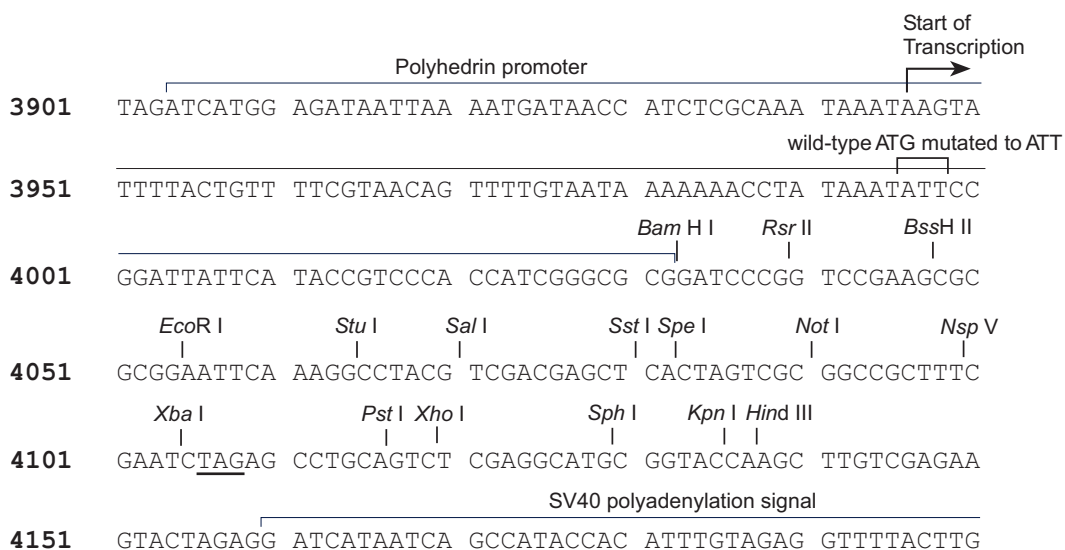 Start of
Transcription
Polyhedrin promoter
3901 TAGATCATGG AGATAATTAA AATGATAACC ATCTCGCAAA TAAATAAGTA
wild-type ATG mutated to ATT
3951 TTTTACTGTT TTCGTAACAG TTTTGTAATA AAAAAACCTA TAAATATTCC
Bam H I Rsr II BssH II
4001 GGATTATTCA TACCGTCCCA CCATCGGGCG CGGATCCCGG TCCGAAGCGC
EcoR I Stu I Sal I Sst I Spe I Not I Nsp V
4051 GCGGAATTCA AAGGCCTACG TCGACGAGCT CACTAGTCGC GGCCGCTTTC
Xba I Pst I Xho I Sph I Kpn I Hind III
4101 GAATCTAGAG CCTGCAGTCT CGAGGCATGC GGTACCAAGC TTGTCGAGAA
SV40 polyadenylation signal
4151 GTACTAGAGG ATCATAATCA GCCATACCAC ATTTGTAGAG GTTTTACTTG